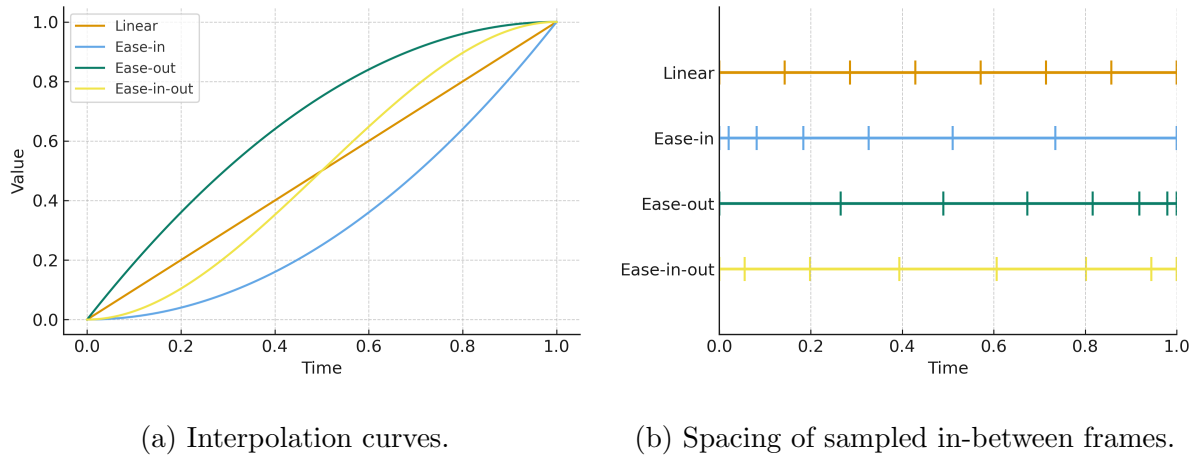 1.0
0.8
0.6
0.4
0.2
0.0
Value
Linear
Ease-in
Ease-out
Ease-in-out
0.0 0.2 0.4 0.6 0.8 1.0
Time
(a) Interpolation curves.
Linear
Ease-in
Ease-out
Ease-in-out
0.0 0.2 0.4 0.6 0.8 1.0
Time
(b) Spacing of sampled in-between frames.